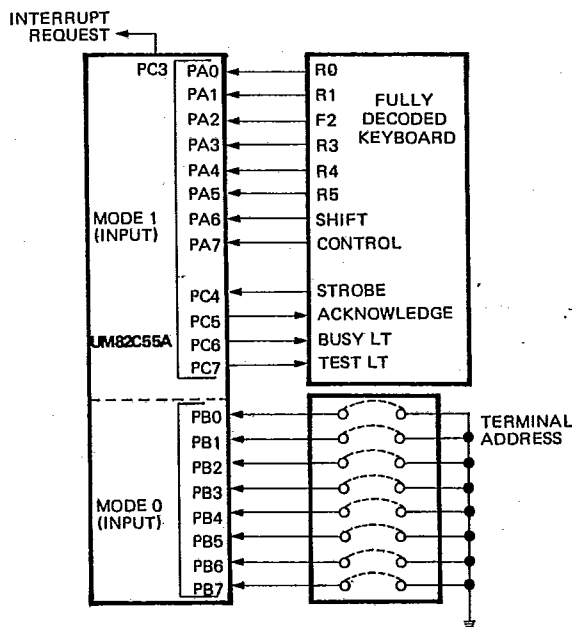 INTERRUPT
REQUEST
PC3
PA0
PA1
PA2
PA3
PA4
PA5
PA6
PA7
MODE 1
(INPUT)
PC4
PC5
PC6
PC7
UM82C55A
R0
R1
F2
R3
R4
R5
SHIFT
CONTROL
FULLY
DECODED
KEYBOARD
STROBE
ACKNOWLEDGE
BUSY LT
TEST LT
PB0
PB1
PB2
PB3
PB4
PB5
PB6
PB7
MODE 0
(INPUT)
TERMINAL
ADDRESS